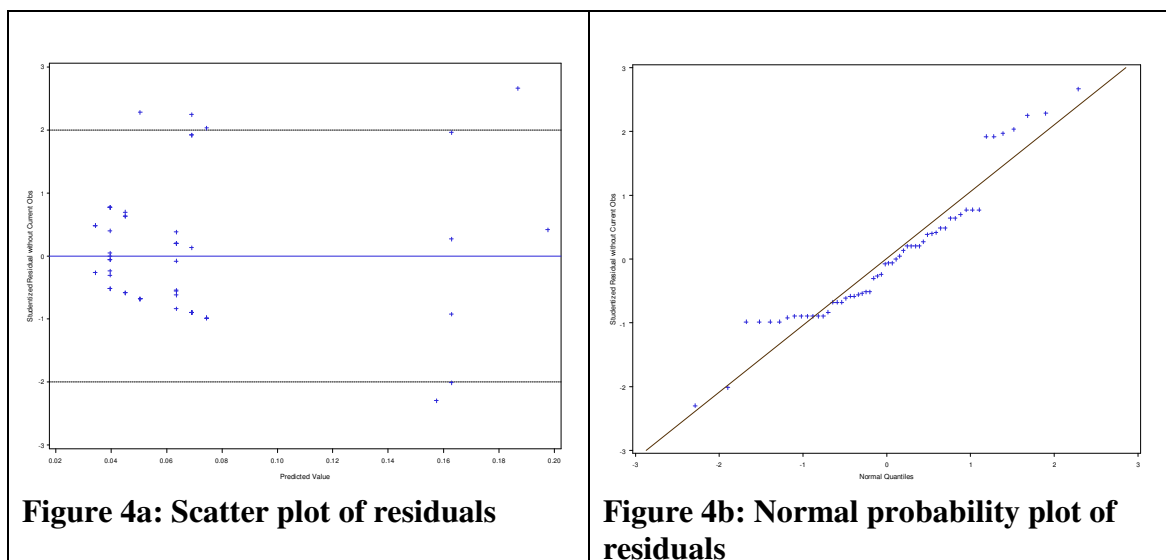 3
2
1
0
-1
-2
-3
Studentized Residual without Current Obs
0.02 0.04 0.06 0.08 0.10 0.12 0.14 0.16 0.18 0.20
Predicted Value
Figure 4a: Scatter plot of residuals
3
2
1
0
-1
-2
-3
Studentized Residual without Current Obs
-3 -2 -1 0 1 2 3
Normal Quantiles
Figure 4b: Normal probability plot of
residuals